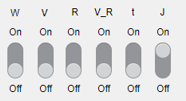 W V R V_R t J
On On On On On On
Off Off Off Off Off Off